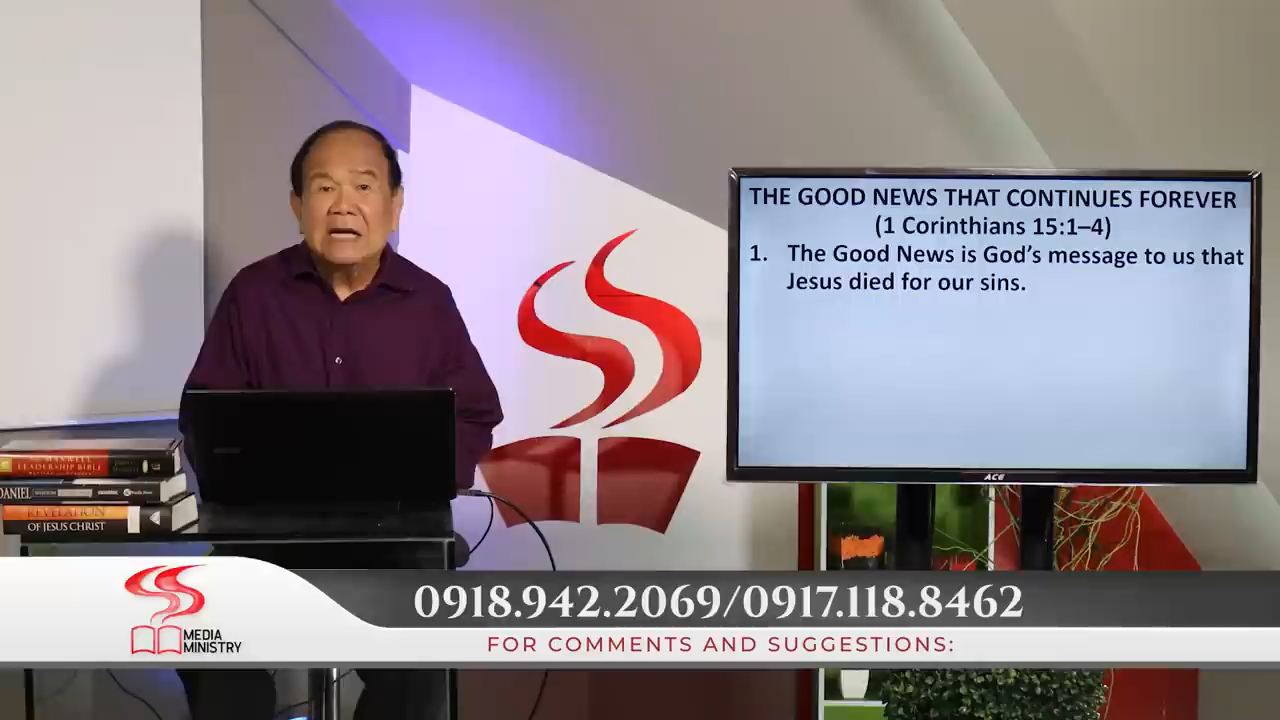 THE GOOD NEWS THAT CONTINUES FOREVER
(1 Corinthians 15:1–4)
1. The Good News is God's message to us that
Jesus died for our sins.
ACE
MAXWELL
LEADERSHIP BIBLE
DANIEL
REVELATION
OF JESUS CHRIST
0918.942.2069/0917.118.8462
FOR COMMENTS AND SUGGESTIONS:
MEDIA
MINISTRY